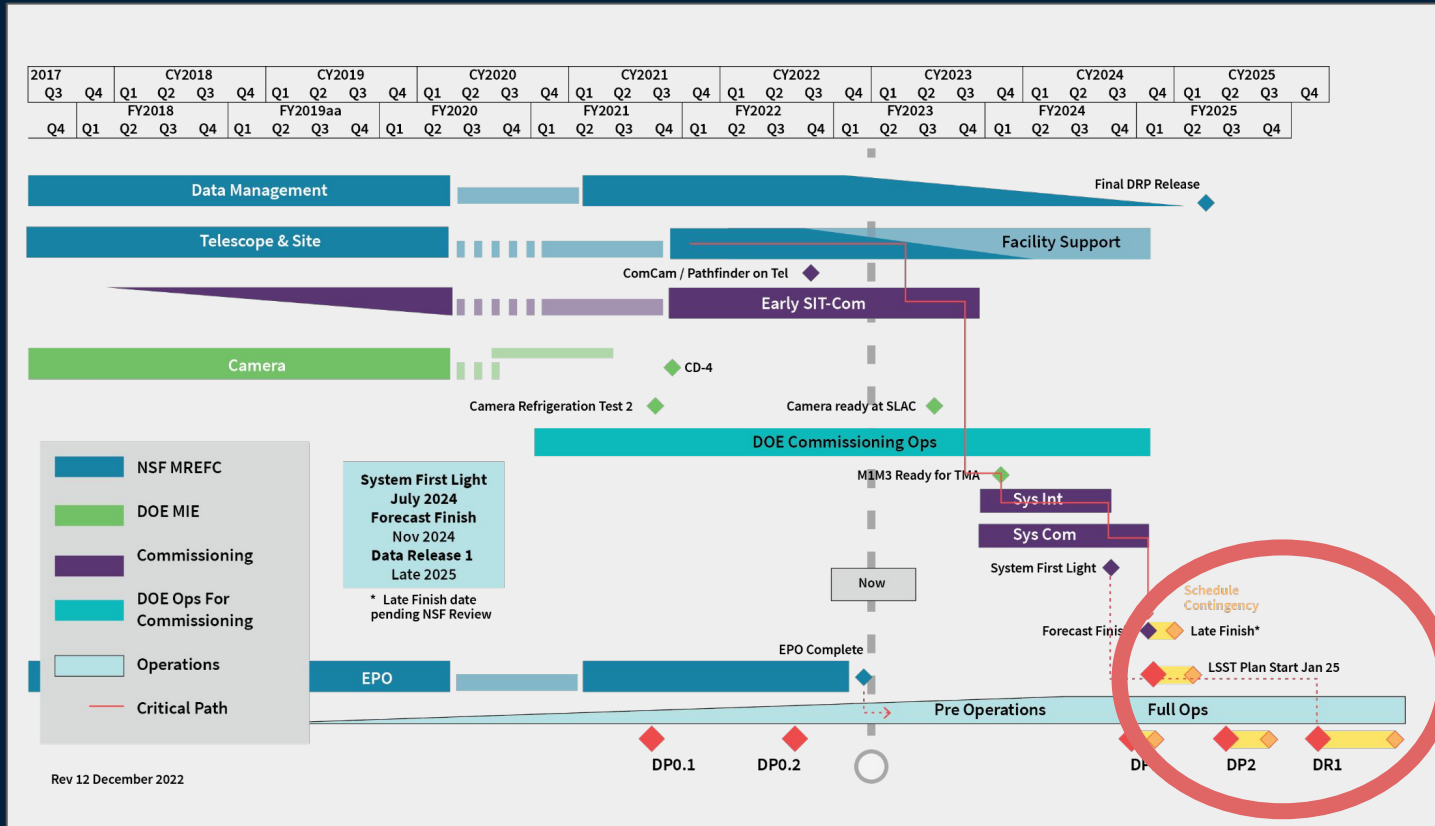 2017 CY2018 CY2019 CY2020 CY2021 CY2022 CY2023 CY2024 CY2025
Q3 Q4 Q1 Q2 Q3 Q4 Q1 Q2 Q3 Q4 Q1 Q2 Q3 Q4 Q1 Q2 Q3 Q4 Q1 Q2 Q3 Q4 Q1 Q2 Q3 Q4 Q1 Q2 Q3 Q4 Q1 Q2 Q3 Q4
FY2018 FY2019aa FY2020 FY2021 FY2022 FY2023 FY2024 FY2025
Q4 Q1 Q2 Q3 Q4 Q1 Q2 Q3 Q4 Q1 Q2 Q3 Q4 Q1 Q2 Q3 Q4 Q1 Q2 Q3 Q4 Q1 Q2 Q3 Q4 Q1 Q2 Q3 Q4 Q1 Q2 Q3 Q4
Data Management
Final DRP Release
Telescope & Site
Facility Support
ComCam / Pathfinder on Tel
Early SIT-Com
Camera
CD-4
Camera Refrigeration Test 2
Camera ready at SLAC
DOE Commissioning Ops
M1M3 Ready for TMA
Sys Int
Sys Com
System First Light
NSF MREFC
DOE MIE
Commissioning
DOE Ops For
Commissioning
Operations
Critical Path
System First Light
July 2024
Forecast Finish
Nov 2024
Data Release 1
Late 2025
* Late Finish date
pending NSF Review
Now
Schedule
Contingency
Forecast Finis
Late Finish*
EPO Complete
LSST Plan Start Jan 25
EPO
Pre Operations
Full Ops
DP0.1
DP0.2
DP
DP2
DR1
Rev 12 December 2022